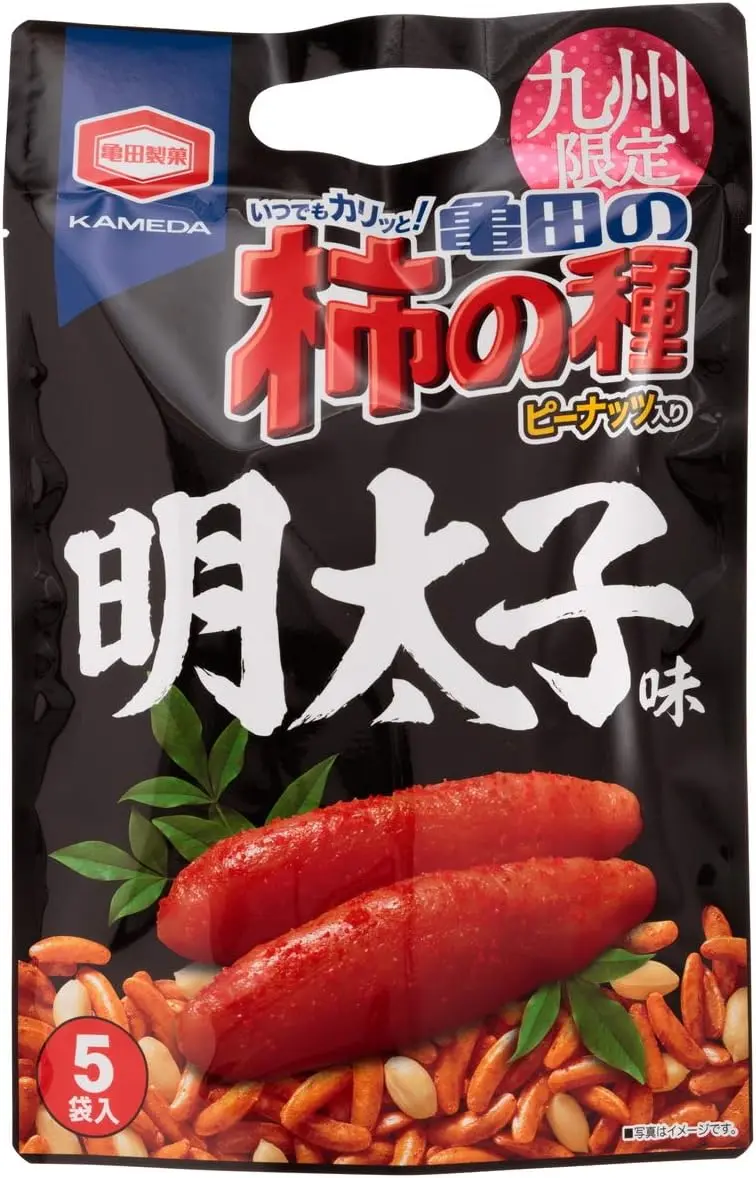 九州
限定
亀田製菓
KAMEDA
いつでもカリッと!
亀田の
柿の種
ピーナッツ入り
明太子味
5
袋入
■写真はイメージです。